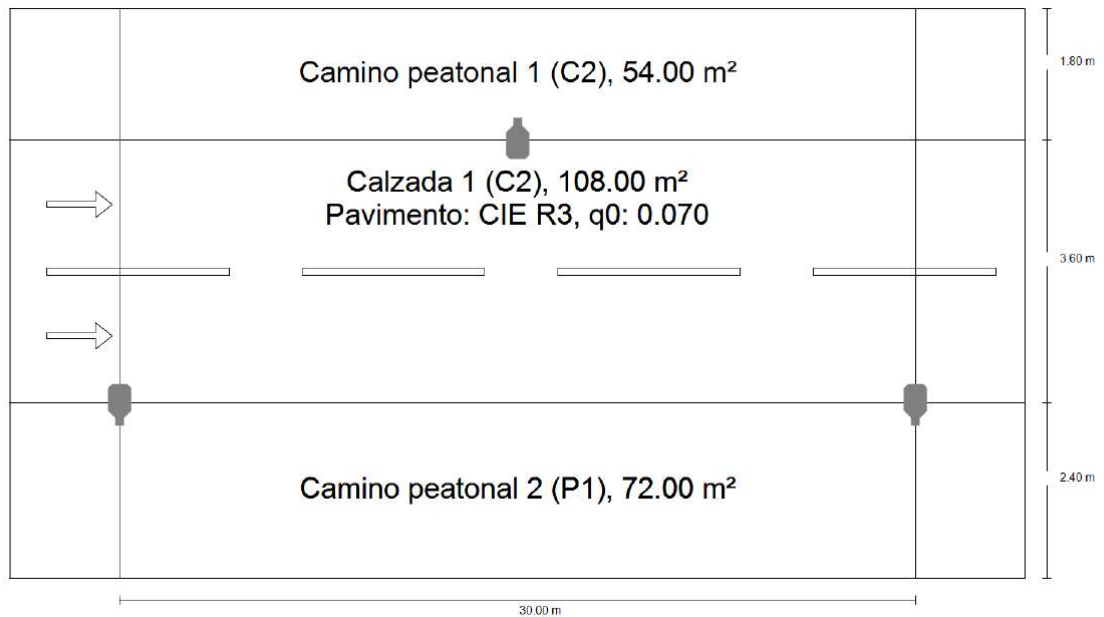 Camino peatonal 1 (C2), 54.00 m²
1.80 m
Calzada 1 (C2), 108.00 m²
Pavimento: CIE R3, q0: 0.070
3.60 m
Camino peatonal 2 (P1), 72.00 m²
2.40 m
30.00 m